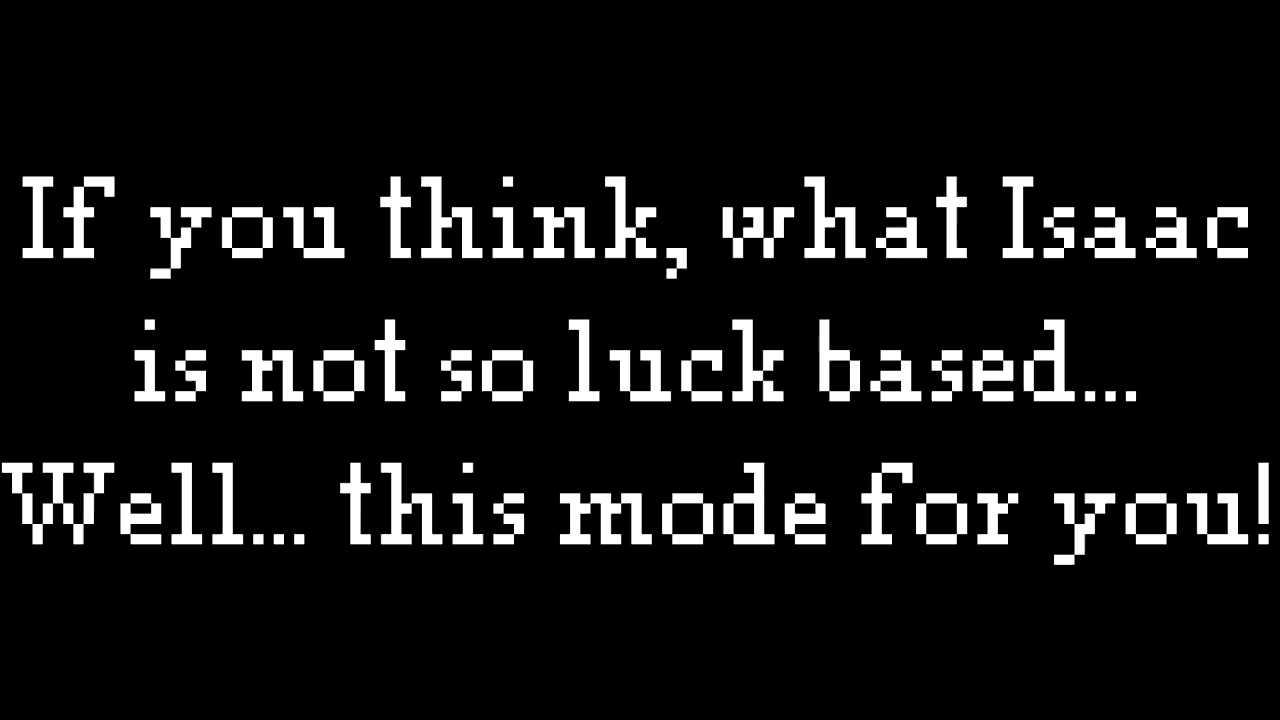 If you think, what Isaac
is not so luck based...
Well... this mode for you!